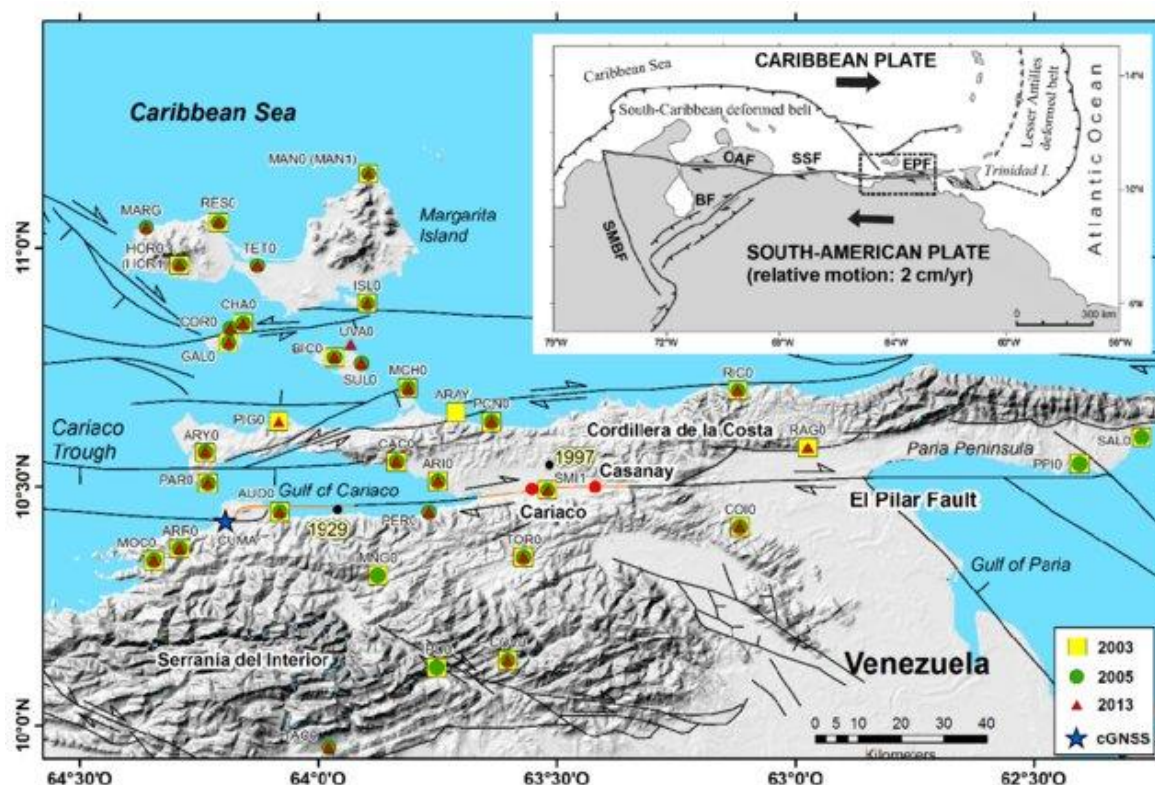 Caribbean Sea
MAN0 (MAN1)
MARG
RES0
HCR0
(HCR1
TET0
Margarita
Island
ISL0
CHA0
COR0
GAL0
UVA0
BIC0
SUL0
MCH0
RIC0
ARAY
PCN0
PIG0
Cordillera de la Costa
RAG0
SAL0
Cariaco
Trough
ARY0
CAC0
1997
Paria Peninsula
PPI0
PAR0
ARI0
Casanay
SMI1
AUD0
Gulf of Cariaco
El Pilar Fault
Cariaco
1929
COI0
CUMA
ARF0
MOC0
TOR0
MNG0
Gulf of Paria
Serrania del Interior
Venezuela
Caribbean Sea
CARIBBEAN PLATE
South-Caribbean deformed belt
Lesser Antilles
deformed belt
Atlantic Ocean
OAF
SSF
EPF
Trinidad I.
BF
SMBF
SOUTH-AMERICAN PLATE
(relative motion: 2 cm/yr)
0 300 km
14°N
10°N
6°N
2003
2005
2013
cGNSS
0 5 10 20 30 40
Kilometers
11°0'N
10°30'N
10°0'N
64°30'O
64°0'O
63°30'O
63°0'O
62°30'O